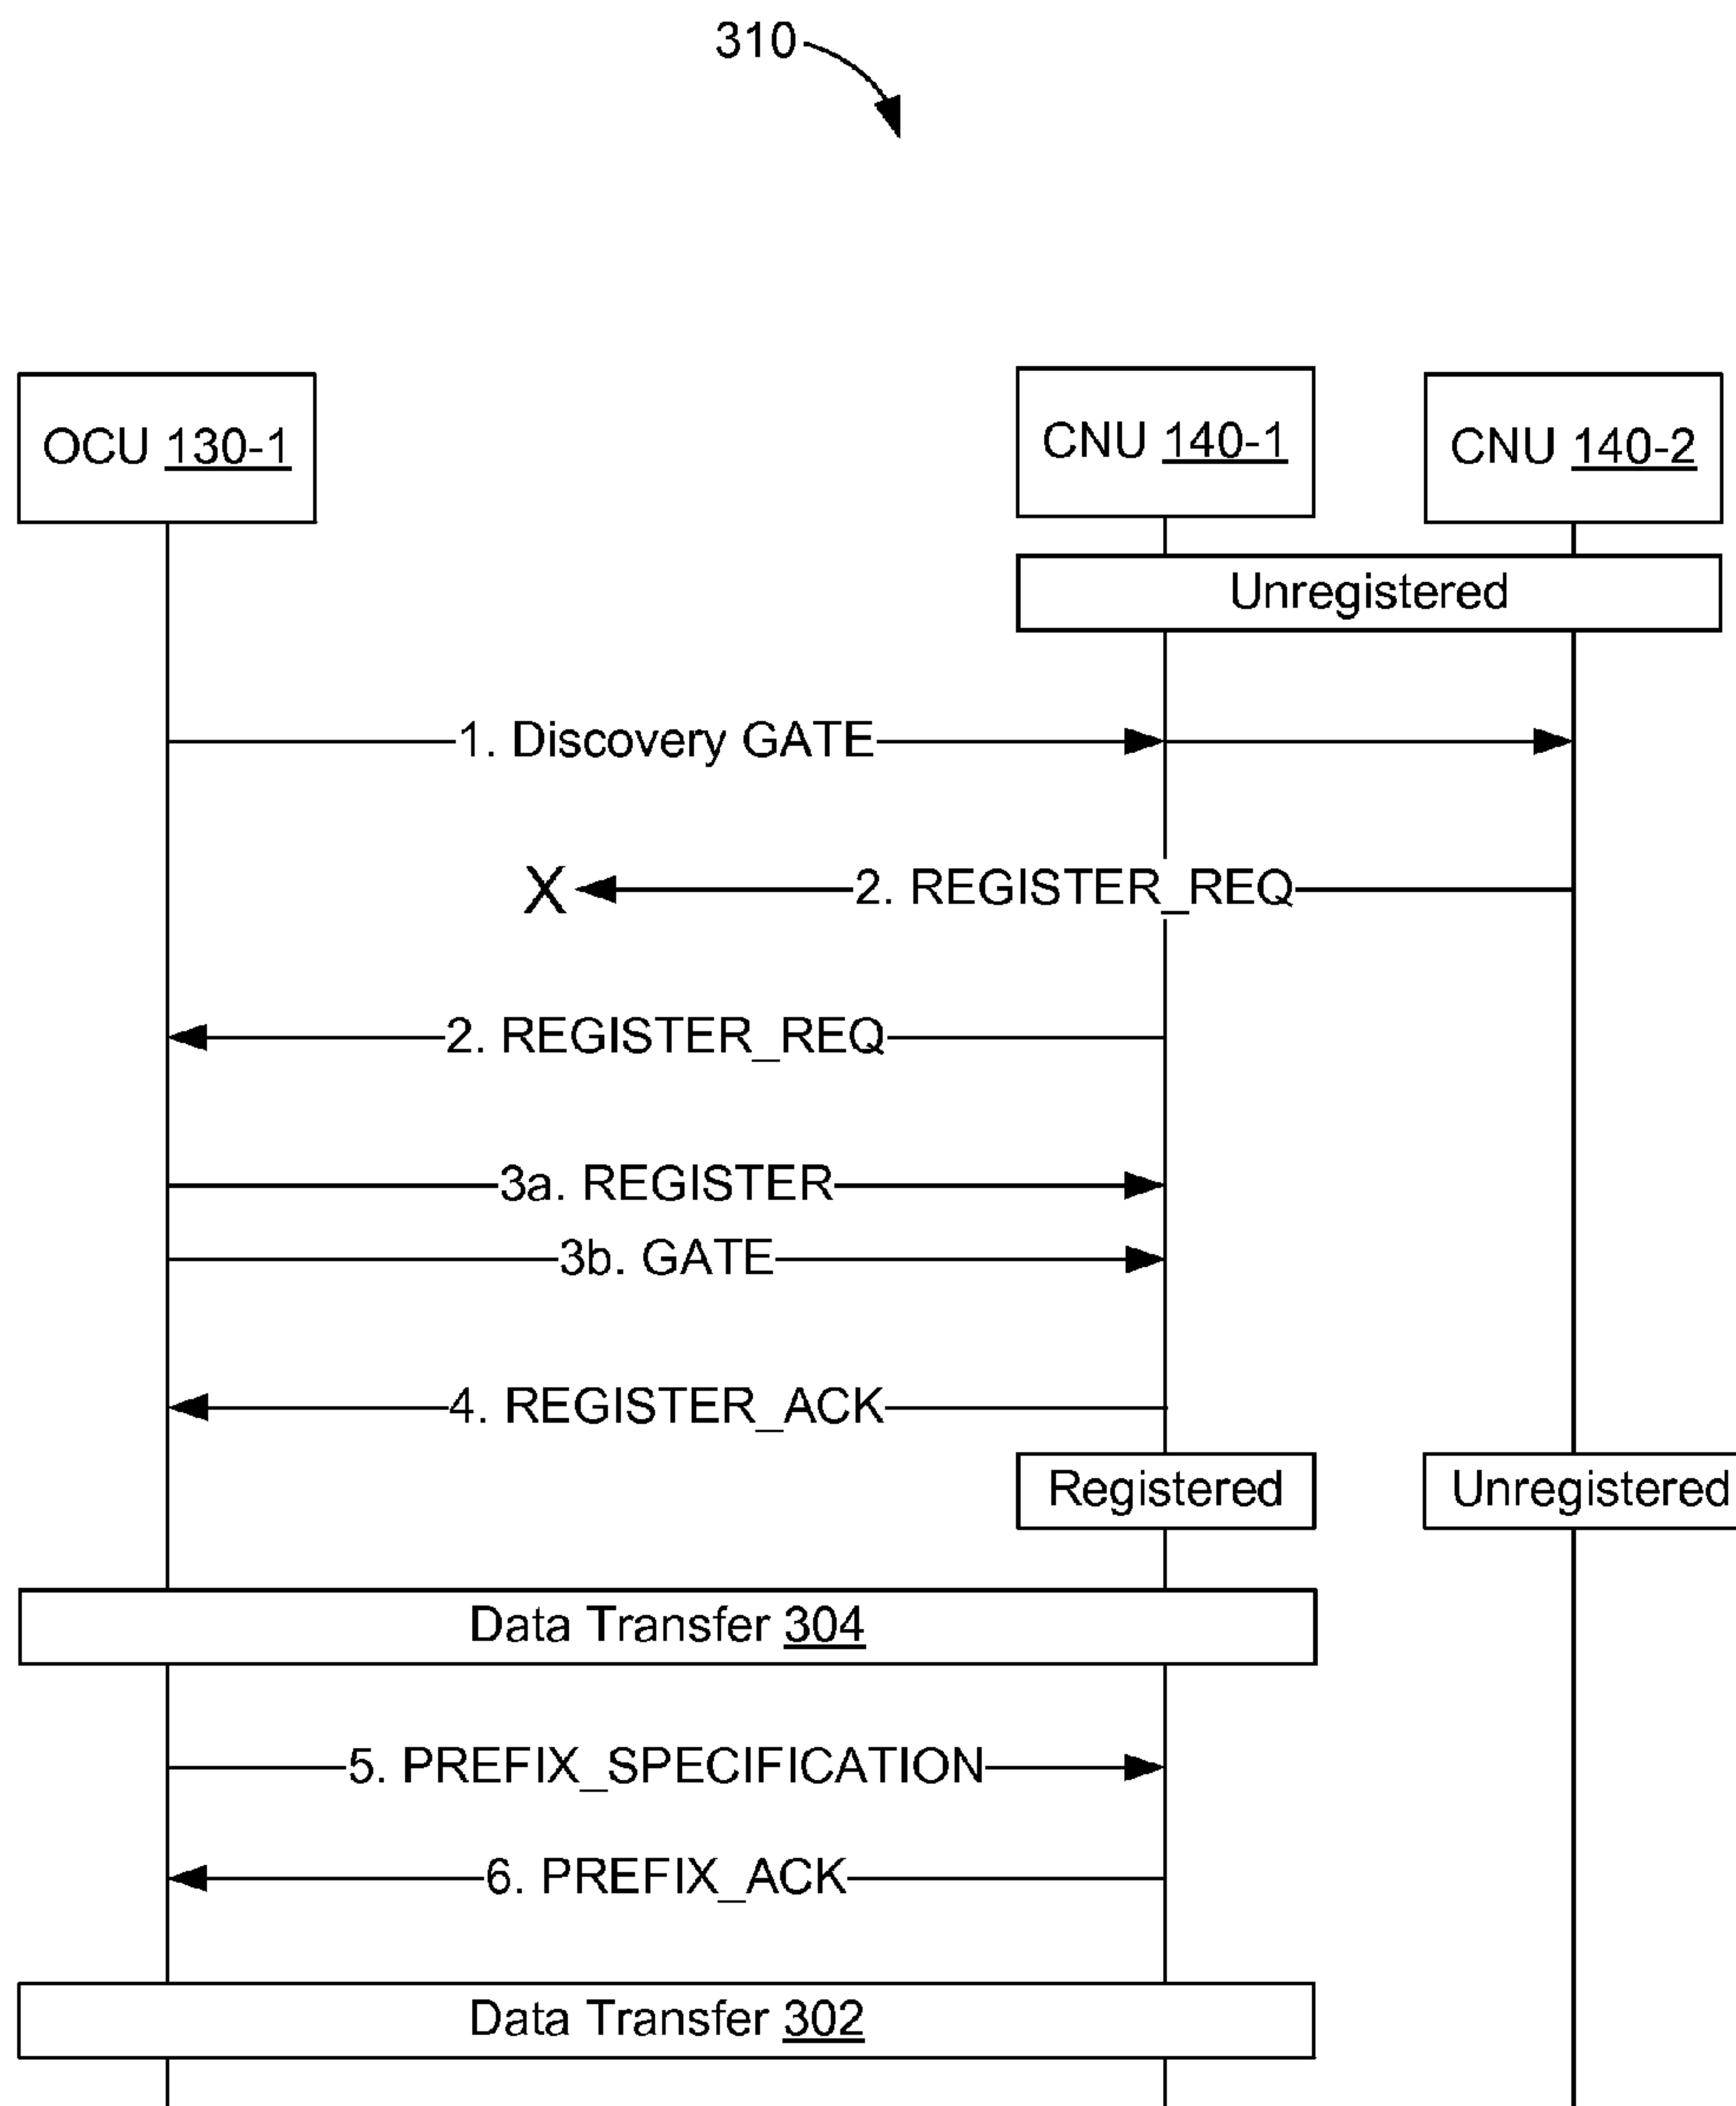 310
OCU 130-1
CNU 140-1
CNU 140-2
Unregistered
1. Discovery GATE
X
2. REGISTER_REQ
2. REGISTER_REQ
3a. REGISTER
3b. GATE
4. REGISTER_ACK
Registered
Unregistered
Data Transfer 304
5. PREFIX_SPECIFICATION
6. PREFIX_ACK
Data Transfer 302